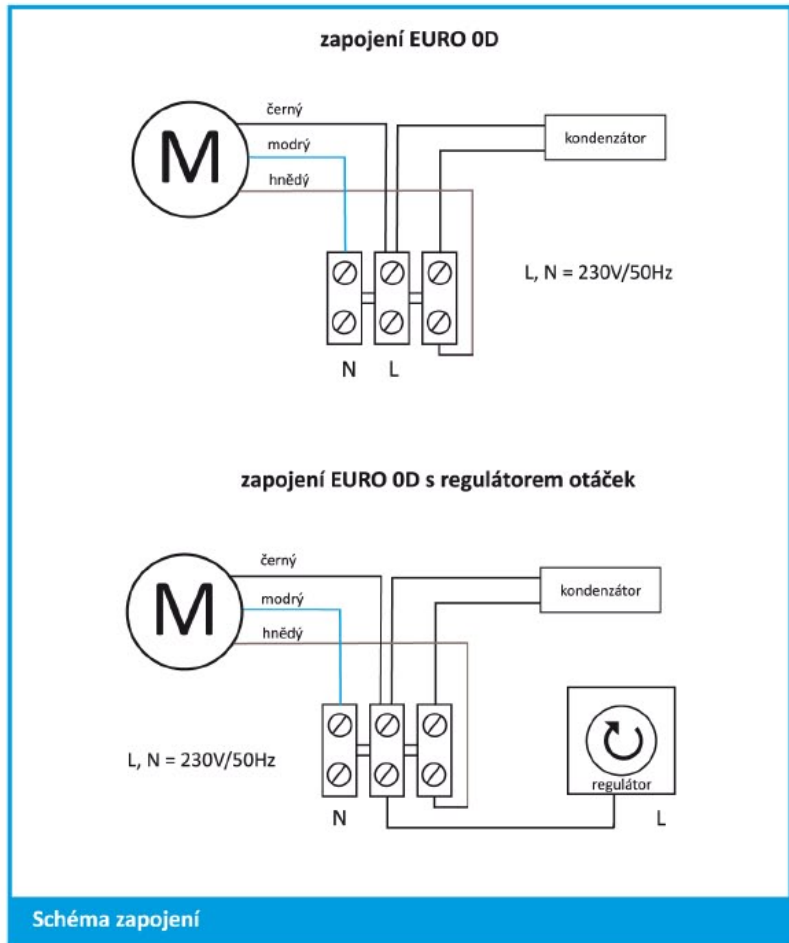 zapojení EURO 0D
černý
modrý
hnědý
M
kondenzátor
L, N = 230V/50Hz
N L
zapojení EURO 0D s regulátorem otáček
černý
modrý
hnědý
M
kondenzátor
L, N = 230V/50Hz
regulátor
N L
Schéma zapojení